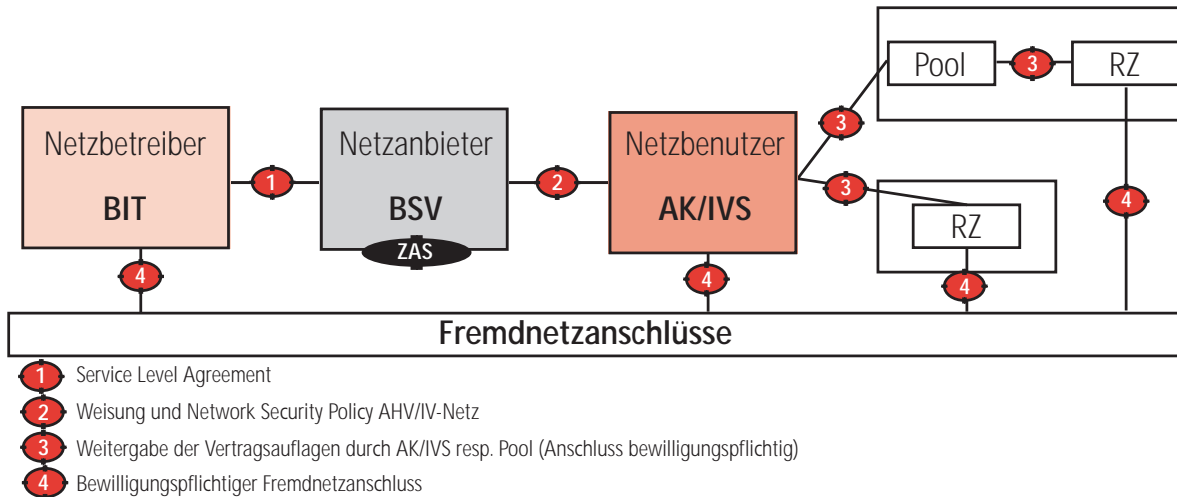 Pool
3
RZ
Netzbetreiber
BIT
1
Netzanbieter
BSV
ZAS
2
Netzbenutzer
AK/IVS
3
3
RZ
4
4
4
4
Fremdnetzanschlüsse
1 Service Level Agreement
2 Weisung und Network Security Policy AHV/IV-Netz
3 Weitergabe der Vertragsauflagen durch AK/IVS resp. Pool (Anschluss bewilligungspflichtig)
4 Bewilligungspflichtiger Fremdnetzanschluss